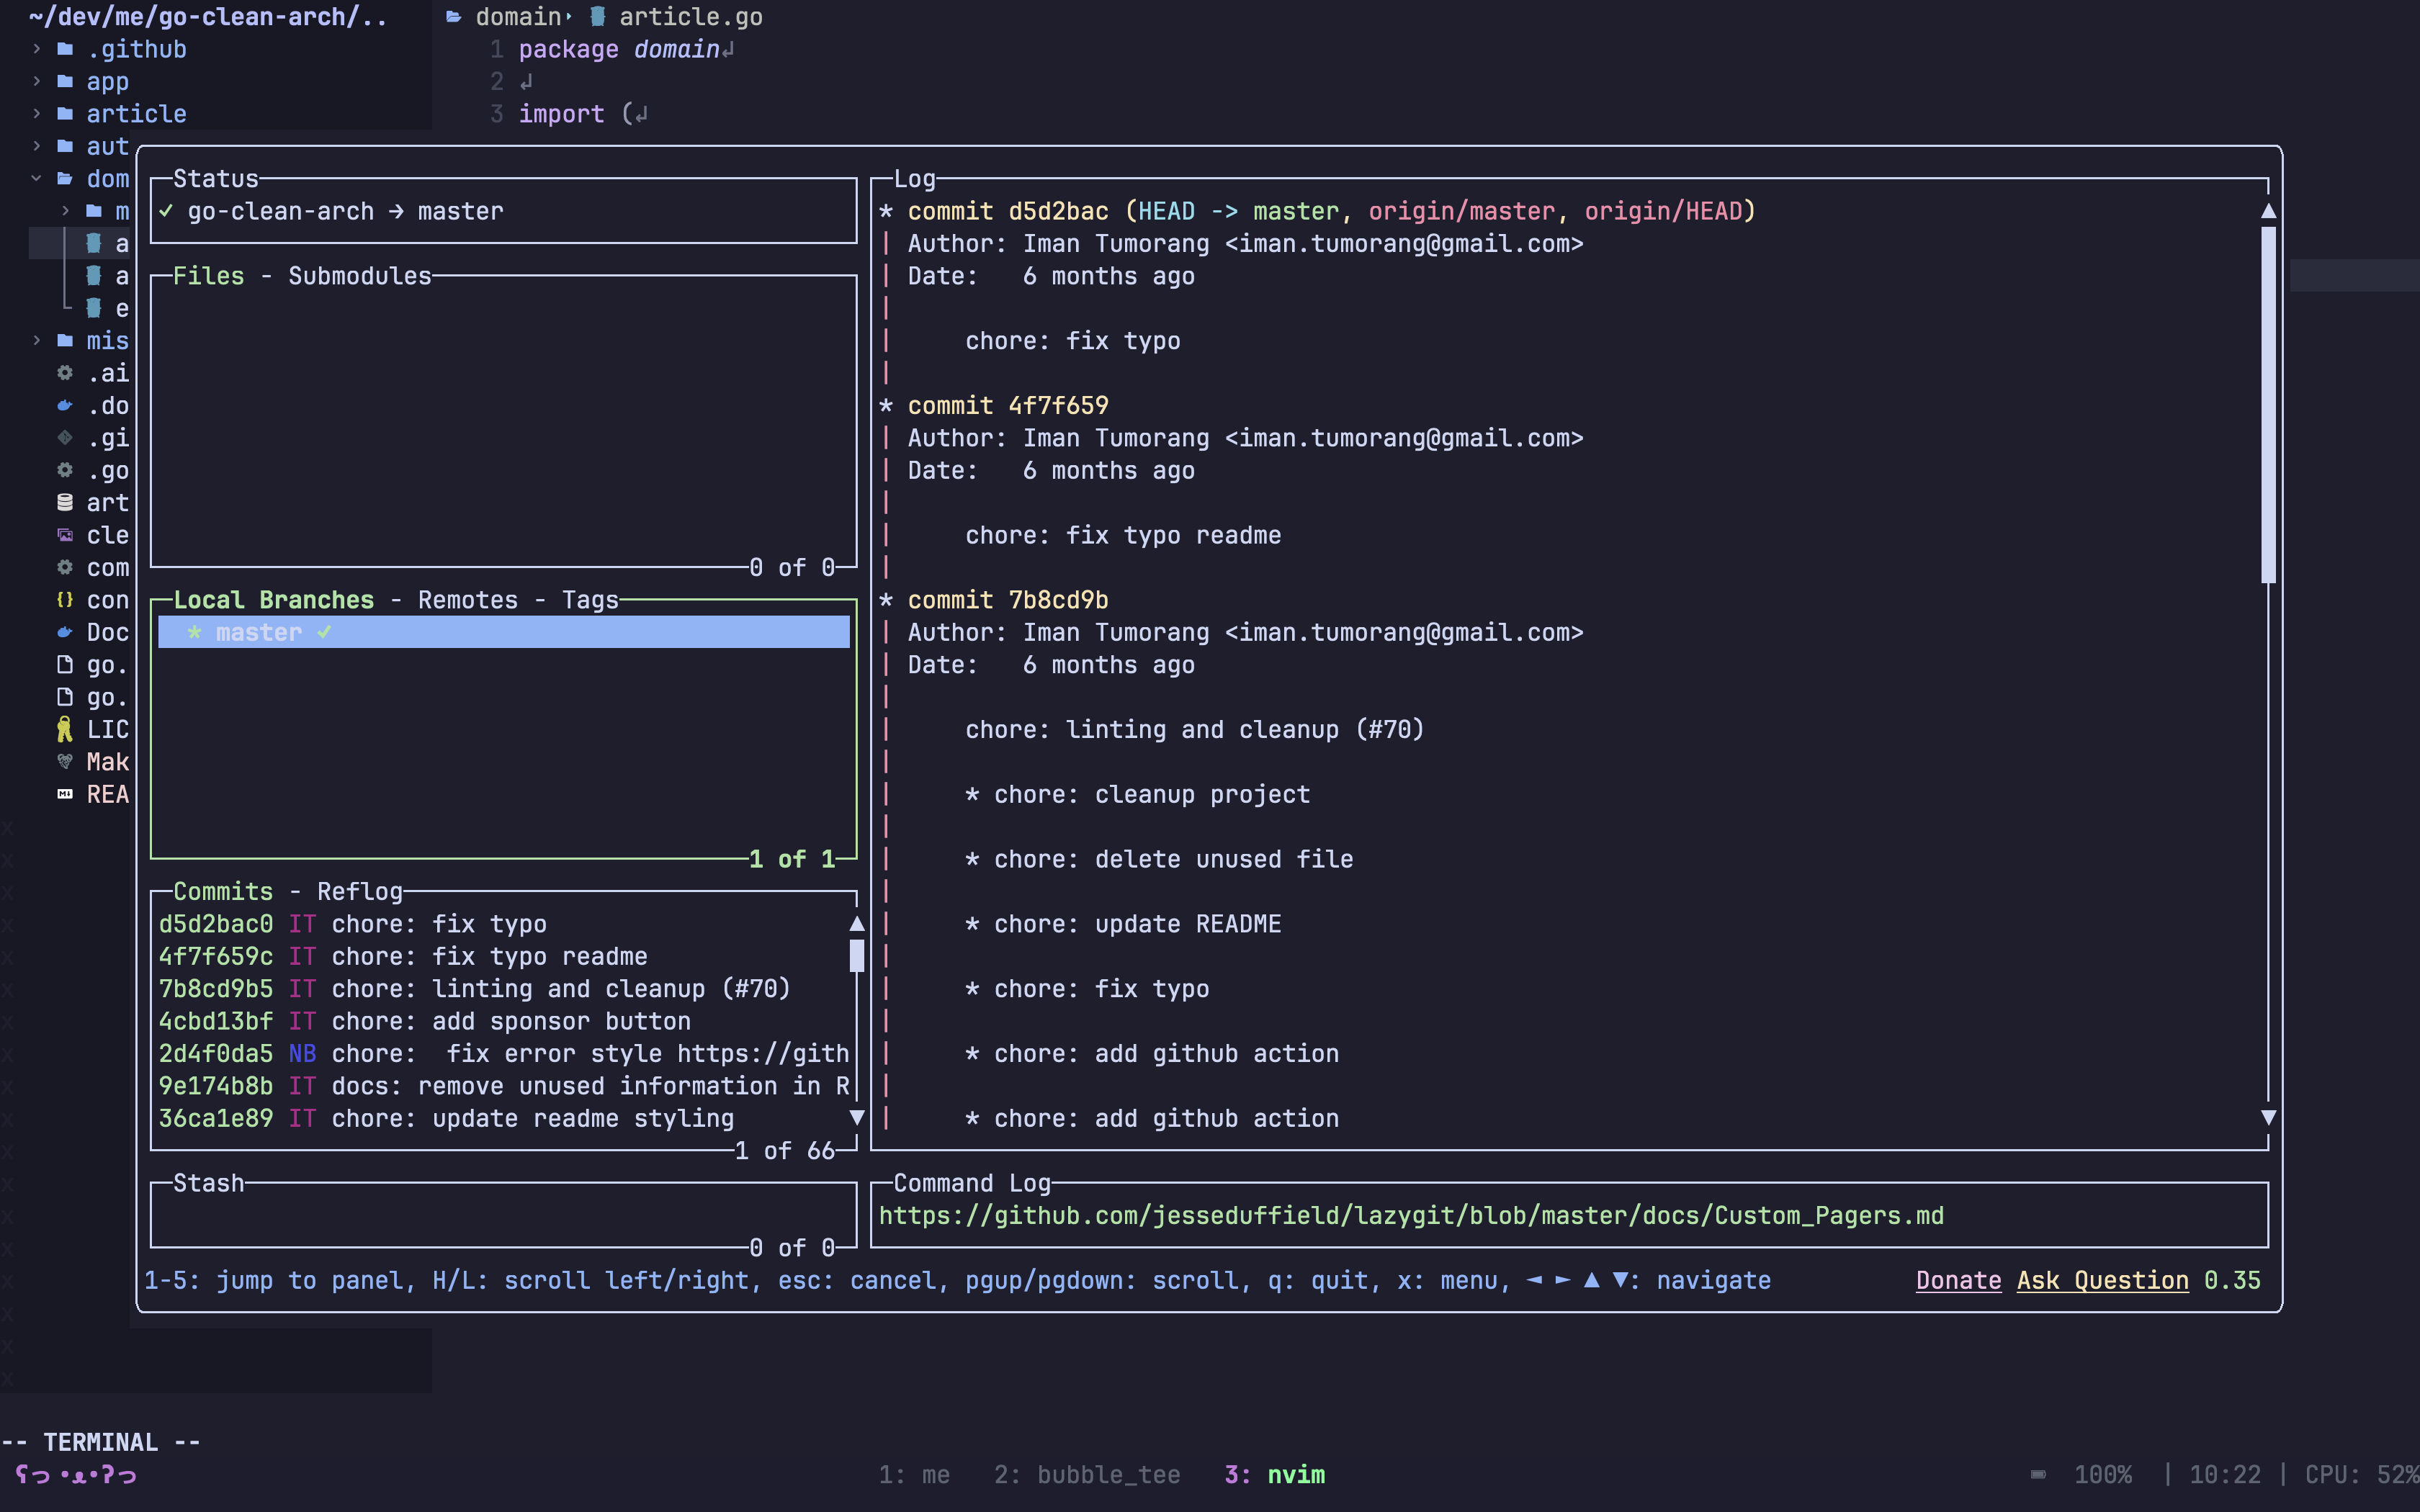 ~/dev/me/go-clean-arch/..
.github
app
article
aut
dom
m
a
a
e
mis
.ai
.do
.gi
.go
art
cle
com
con
Doc
go.
go.
LIC
Mak
REA
domain article.go
1 package domain
2
3 import (
Status
✓ go-clean-arch → master
Files - Submodules
0 of 0
Local Branches - Remotes - Tags
* master ✓
1 of 1
Commits - Reflog
d5d2bac0 IT chore: fix typo
4f7f659c IT chore: fix typo readme
7b8cd9b5 IT chore: linting and cleanup (#70)
4cbd13bf IT chore: add sponsor button
2d4f0da5 NB chore:  fix error style https://gith
9e174b8b IT docs: remove unused information in R
36ca1e89 IT chore: update readme styling
1 of 66
Stash
0 of 0
Log
* commit d5d2bac (HEAD -> master, origin/master, origin/HEAD)
| Author: Iman Tumorang <iman.tumorang@gmail.com>
| Date:   6 months ago
|
|     chore: fix typo
|
* commit 4f7f659
| Author: Iman Tumorang <iman.tumorang@gmail.com>
| Date:   6 months ago
|
|     chore: fix typo readme
|
* commit 7b8cd9b
| Author: Iman Tumorang <iman.tumorang@gmail.com>
| Date:   6 months ago
|
|     chore: linting and cleanup (#70)
|
|     * chore: cleanup project
|
|     * chore: delete unused file
|
|     * chore: update README
|
|     * chore: fix typo
|
|     * chore: add github action
|
|     * chore: add github action
Command Log
https://github.com/jesseduffield/lazygit/blob/master/docs/Custom_Pagers.md
1-5: jump to panel, H/L: scroll left/right, esc: cancel, pgup/pgdown: scroll, q: quit, x: menu, ◄ ► ▲ ▼: navigate
Donate Ask Question 0.35
-- TERMINAL --
ʕっ•ᴥ•ʔっ
1: me 2: bubble_tee 3: nvim
100% | 10:22 | CPU: 52%